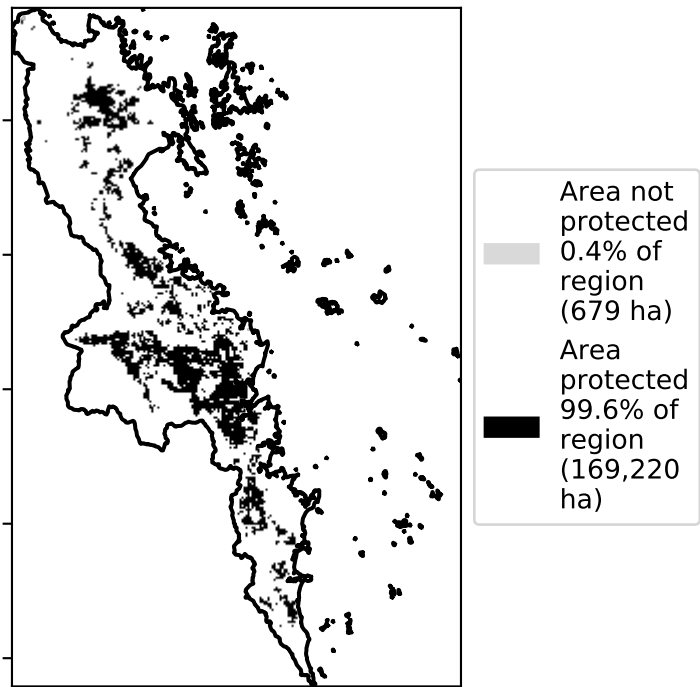 Area not
protected
0.4% of
region
(679 ha)
Area
protected
99.6% of
region
(169,220
ha)